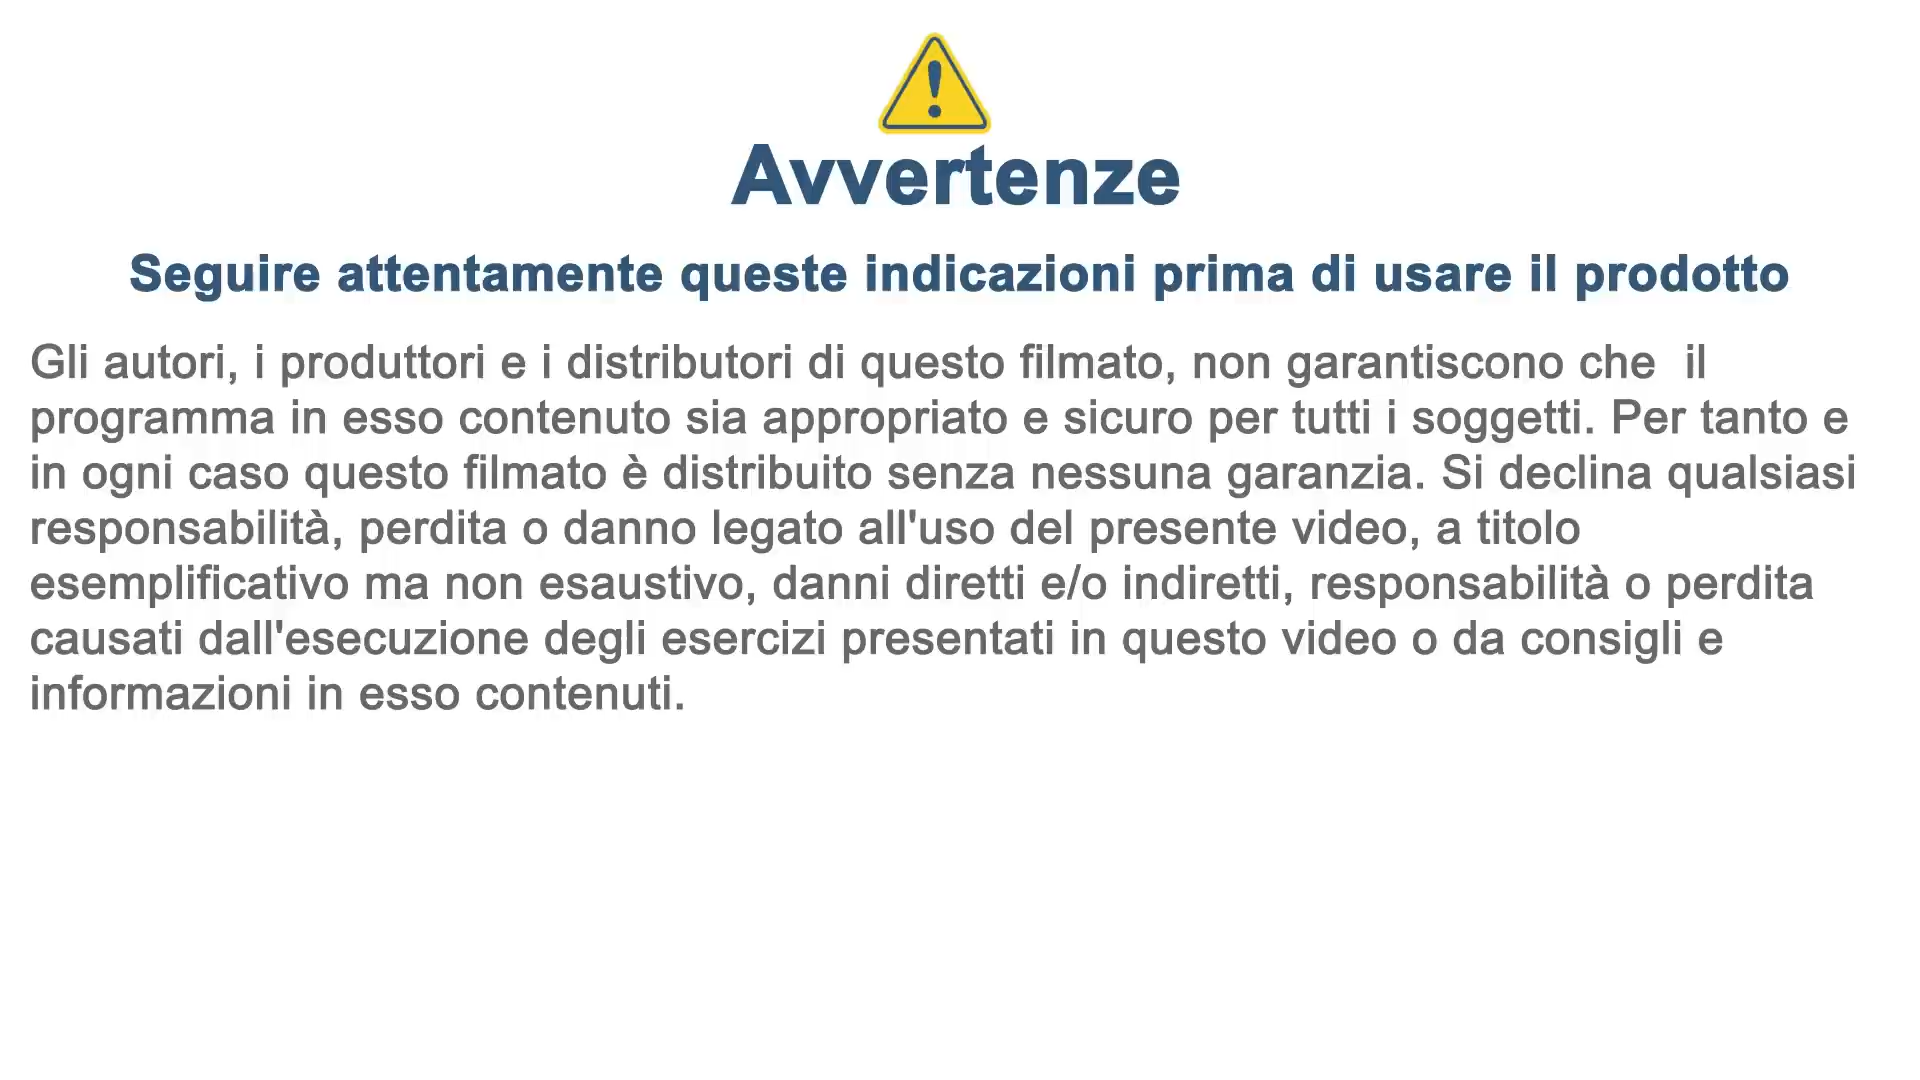 Avvertenze
Seguire attentamente queste indicazioni prima di usare il prodotto
Gli autori, i produttori e i distributori di questo filmato, non garantiscono che  il
programma in esso contenuto sia appropriato e sicuro per tutti i soggetti. Per tanto e
in ogni caso questo filmato è distribuito senza nessuna garanzia. Si declina qualsiasi
responsabilità, perdita o danno legato all'uso del presente video, a titolo
esemplificativo ma non esaustivo, danni diretti e/o indiretti, responsabilità o perdita
causati dall'esecuzione degli esercizi presentati in questo video o da consigli e
informazioni in esso contenuti.